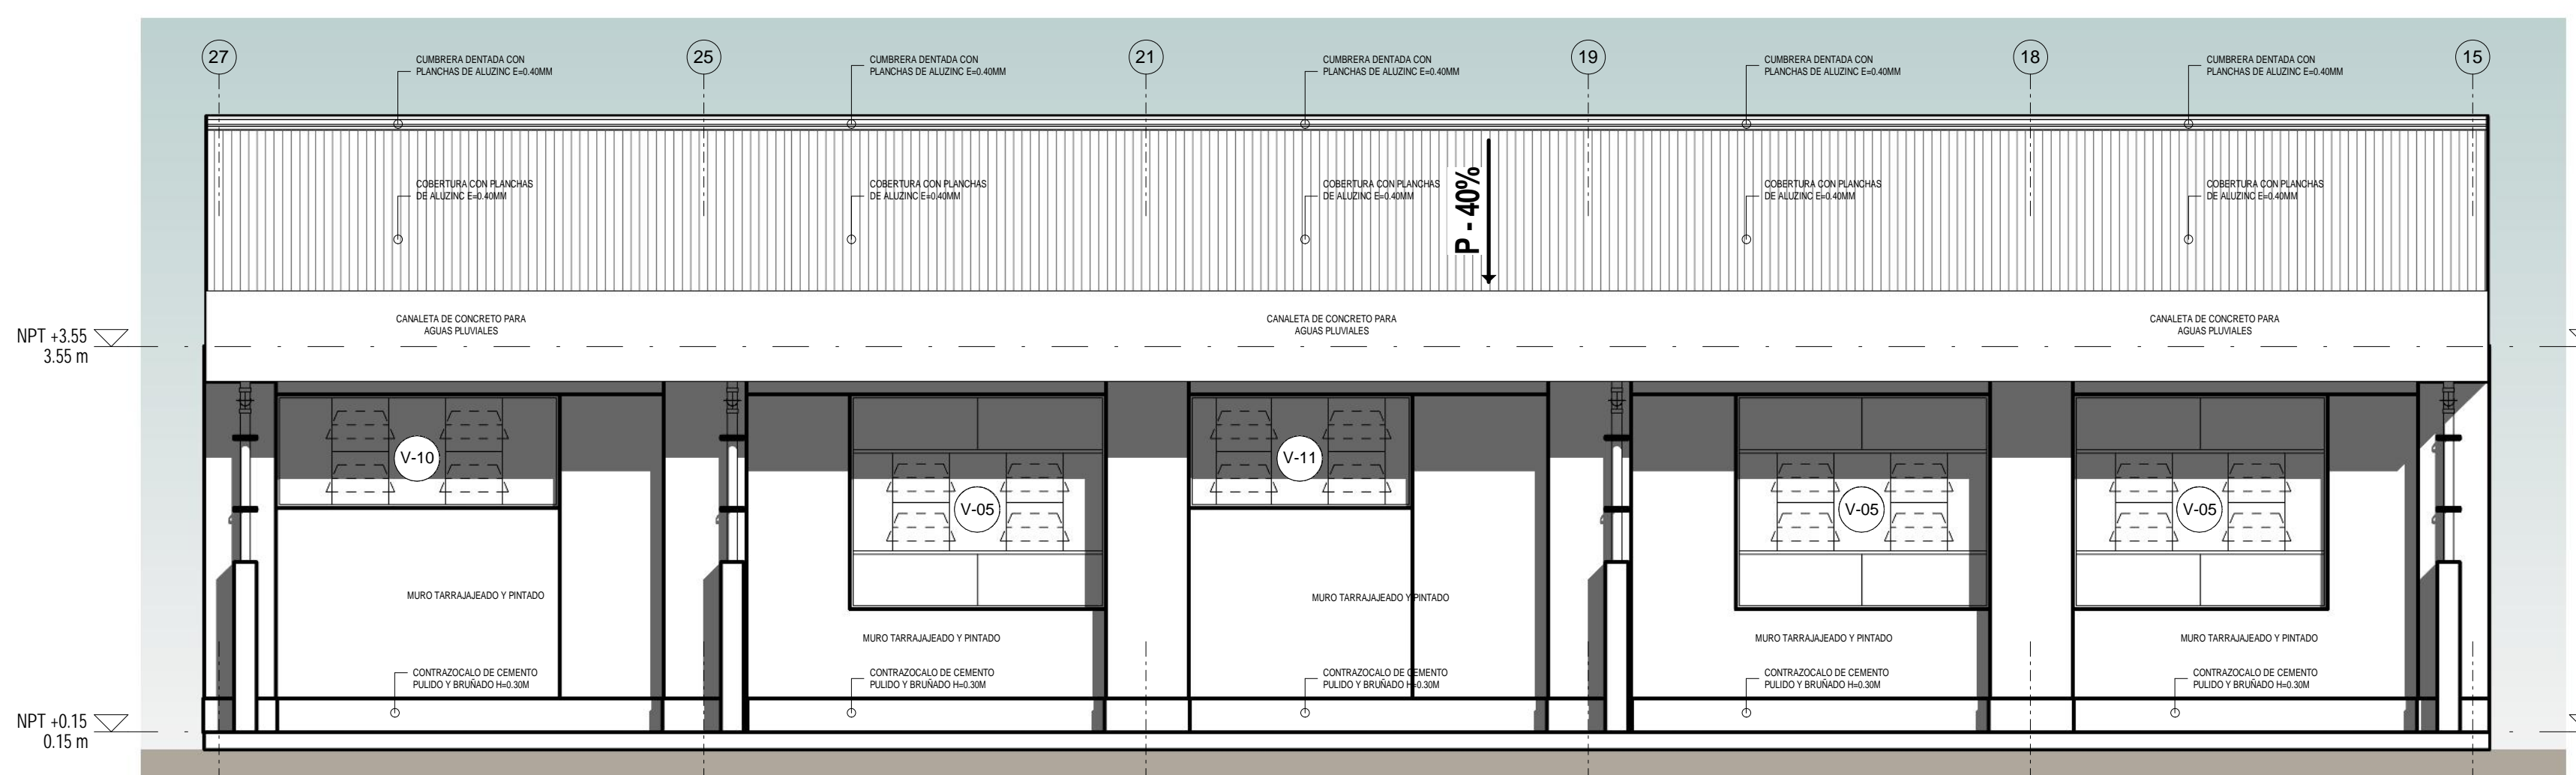 27
25
21
19
18
15
CUMBRERA DENTADA CON
PLANCHAS DE ALUZINC E=0.40MM
CUMBRERA DENTADA CON
PLANCHAS DE ALUZINC E=0.40MM
CUMBRERA DENTADA CON
PLANCHAS DE ALUZINC E=0.40MM
CUMBRERA DENTADA CON
PLANCHAS DE ALUZINC E=0.40MM
CUMBRERA DENTADA CON
PLANCHAS DE ALUZINC E=0.40MM
COBERTURA CON PLANCHAS
DE ALUZINC E=0.40MM
COBERTURA CON PLANCHAS
DE ALUZINC E=0.40MM
COBERTURA CON PLANCHAS
DE ALUZINC E=0.40MM
P - 40%
COBERTURA CON PLANCHAS
DE ALUZINC E=0.40MM
COBERTURA CON PLANCHAS
DE ALUZINC E=0.40MM
CANALETA DE CONCRETO PARA
AGUAS PLUVIALES
CANALETA DE CONCRETO PARA
AGUAS PLUVIALES
CANALETA DE CONCRETO PARA
AGUAS PLUVIALES
NPT +3.55
3.55 m
V-10
V-05
V-11
V-05
V-05
MURO TARRAJAJEADO Y PINTADO
MURO TARRAJAJEADO Y PINTADO
MURO TARRAJAJEADO Y PINTADO
MURO TARRAJAJEADO Y PINTADO
MURO TARRAJAJEADO Y PINTADO
CONTRAZOCALO DE CEMENTO
PULIDO Y BRUÑADO H=0.30M
CONTRAZOCALO DE CEMENTO
PULIDO Y BRUÑADO H=0.30M
CONTRAZOCALO DE CEMENTO
PULIDO Y BRUÑADO H=0.30M
CONTRAZOCALO DE CEMENTO
PULIDO Y BRUÑADO H=0.30M
CONTRAZOCALO DE CEMENTO
PULIDO Y BRUÑADO H=0.30M
NPT +0.15
0.15 m